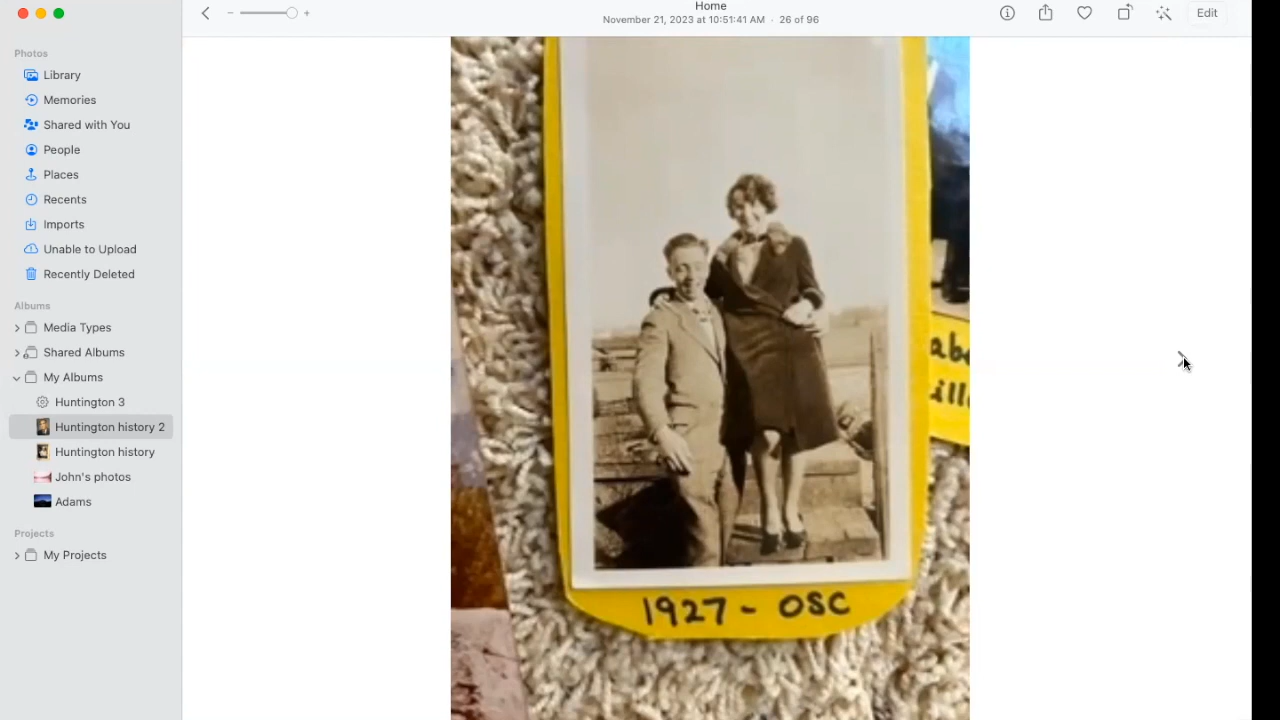 Home
November 21, 2023 at 10:51:41 AM · 26 of 96
Edit
Photos
Library
Memories
Shared with You
People
Places
Recents
Imports
Unable to Upload
Recently Deleted
Albums
Media Types
Shared Albums
My Albums
Huntington 3
Huntington history 2
Huntington history
John's photos
Adams
Projects
My Projects
1927 - OSC